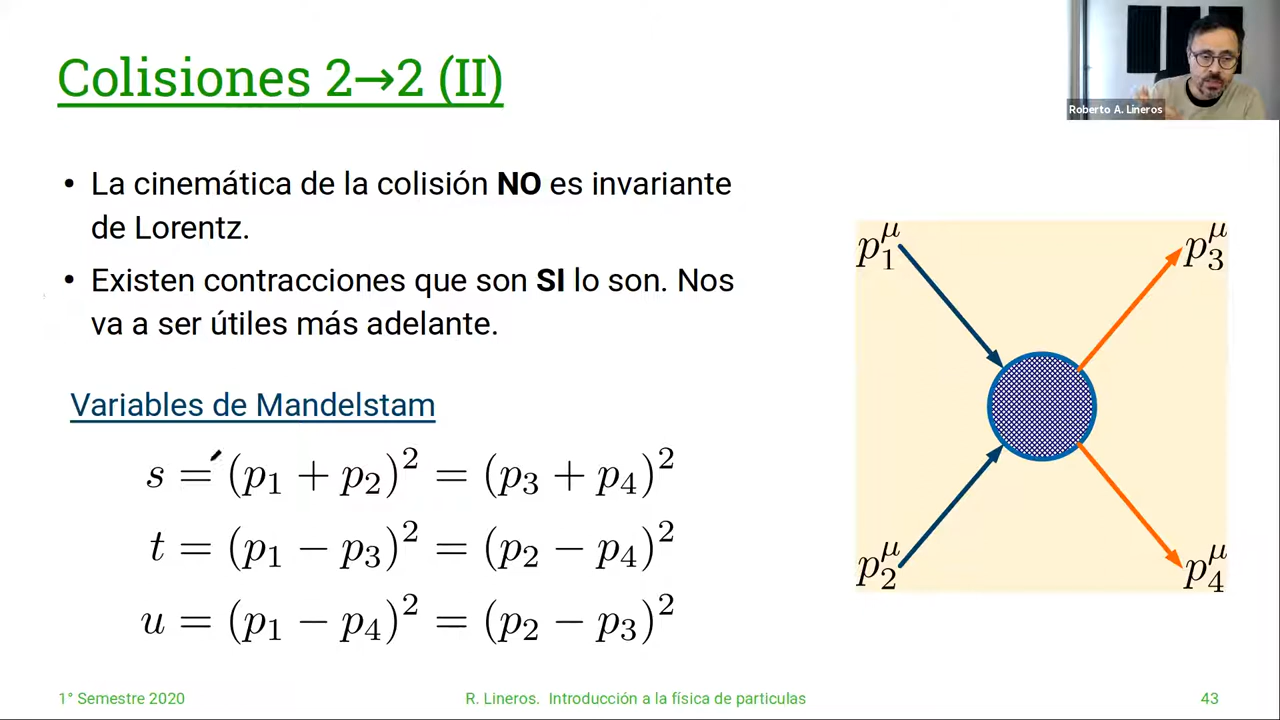 Colisiones 2→2 (II)
Roberto A. Lineros
• La cinemática de la colisión NO es invariante
de Lorentz.
• Existen contracciones que son SI lo son. Nos
va a ser útiles más adelante.
Variables de Mandelstam
s = (p₁ + p₂)² = (p₃ + p₄)²
t = (p₁ − p₃)² = (p₂ − p₄)²
u = (p₁ − p₄)² = (p₂ − p₃)²
p₁^μ
p₃^μ
p₂^μ
p₄^μ
1° Semestre 2020
R. Lineros. Introducción a la física de particulas
43